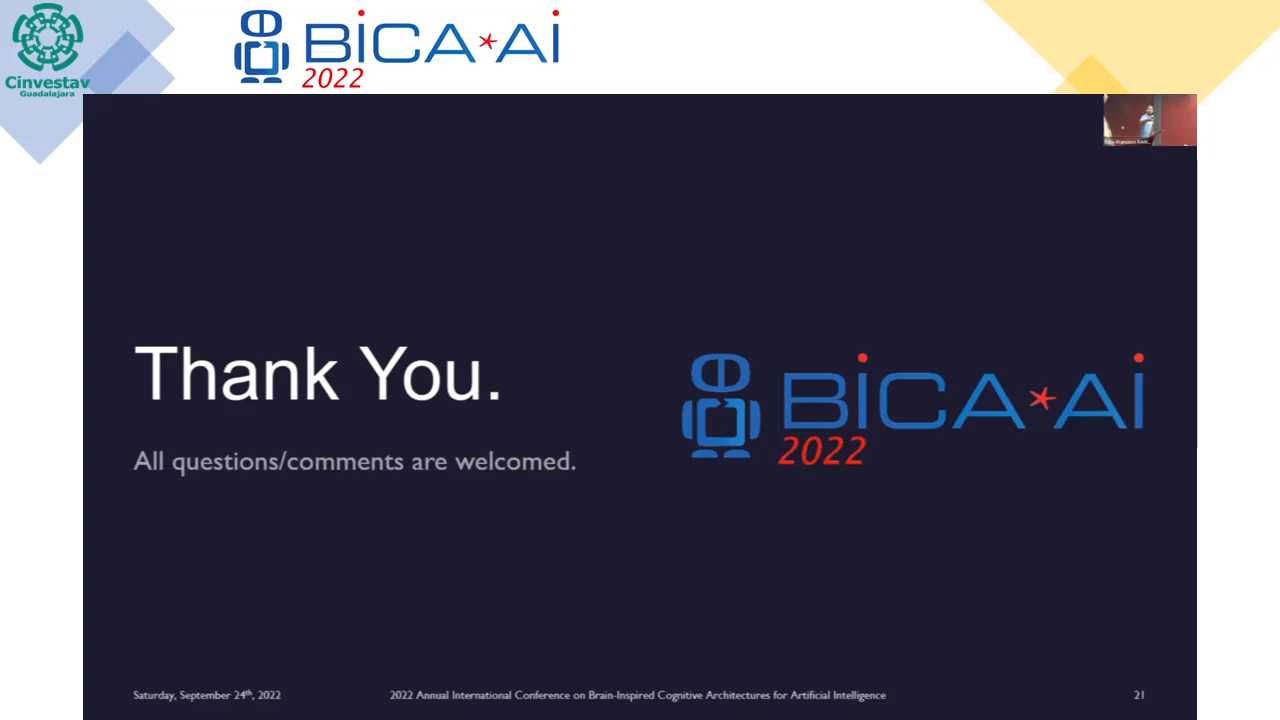 Cinvestav
Guadalajara
BiCA*Ai
2022
Thank You.
All questions/comments are welcomed.
BiCA*Ai
2022
Saturday, September 24th, 2022
2022 Annual International Conference on Brain-Inspired Cognitive Architectures for Artificial Intelligence
21